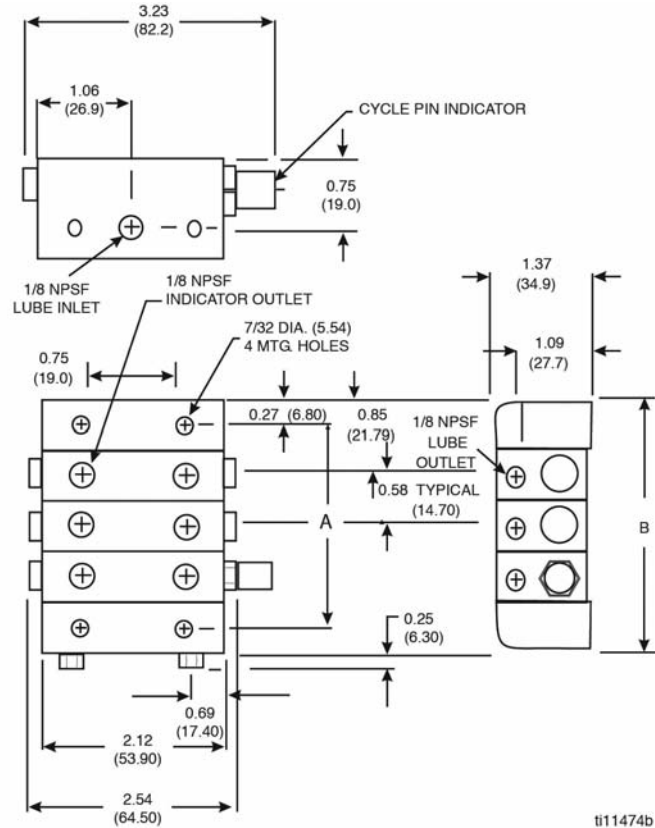 3.23
(82.2)
1.06
(26.9)
CYCLE PIN INDICATOR
0.75
(19.0)
1/8 NPSF
LUBE INLET
1/8 NPSF
INDICATOR OUTLET
7/32 DIA. (5.54)
4 MTG. HOLES
1.37
(34.9)
1.09
(27.7)
0.75
(19.0)
0.27 (6.80)
0.85
(21.79)
1/8 NPSF
LUBE
OUTLET
0.58 TYPICAL
(14.70)
A
B
0.25
(6.30)
0.69
(17.40)
2.12
(53.90)
2.54
(64.50)
ti11474b